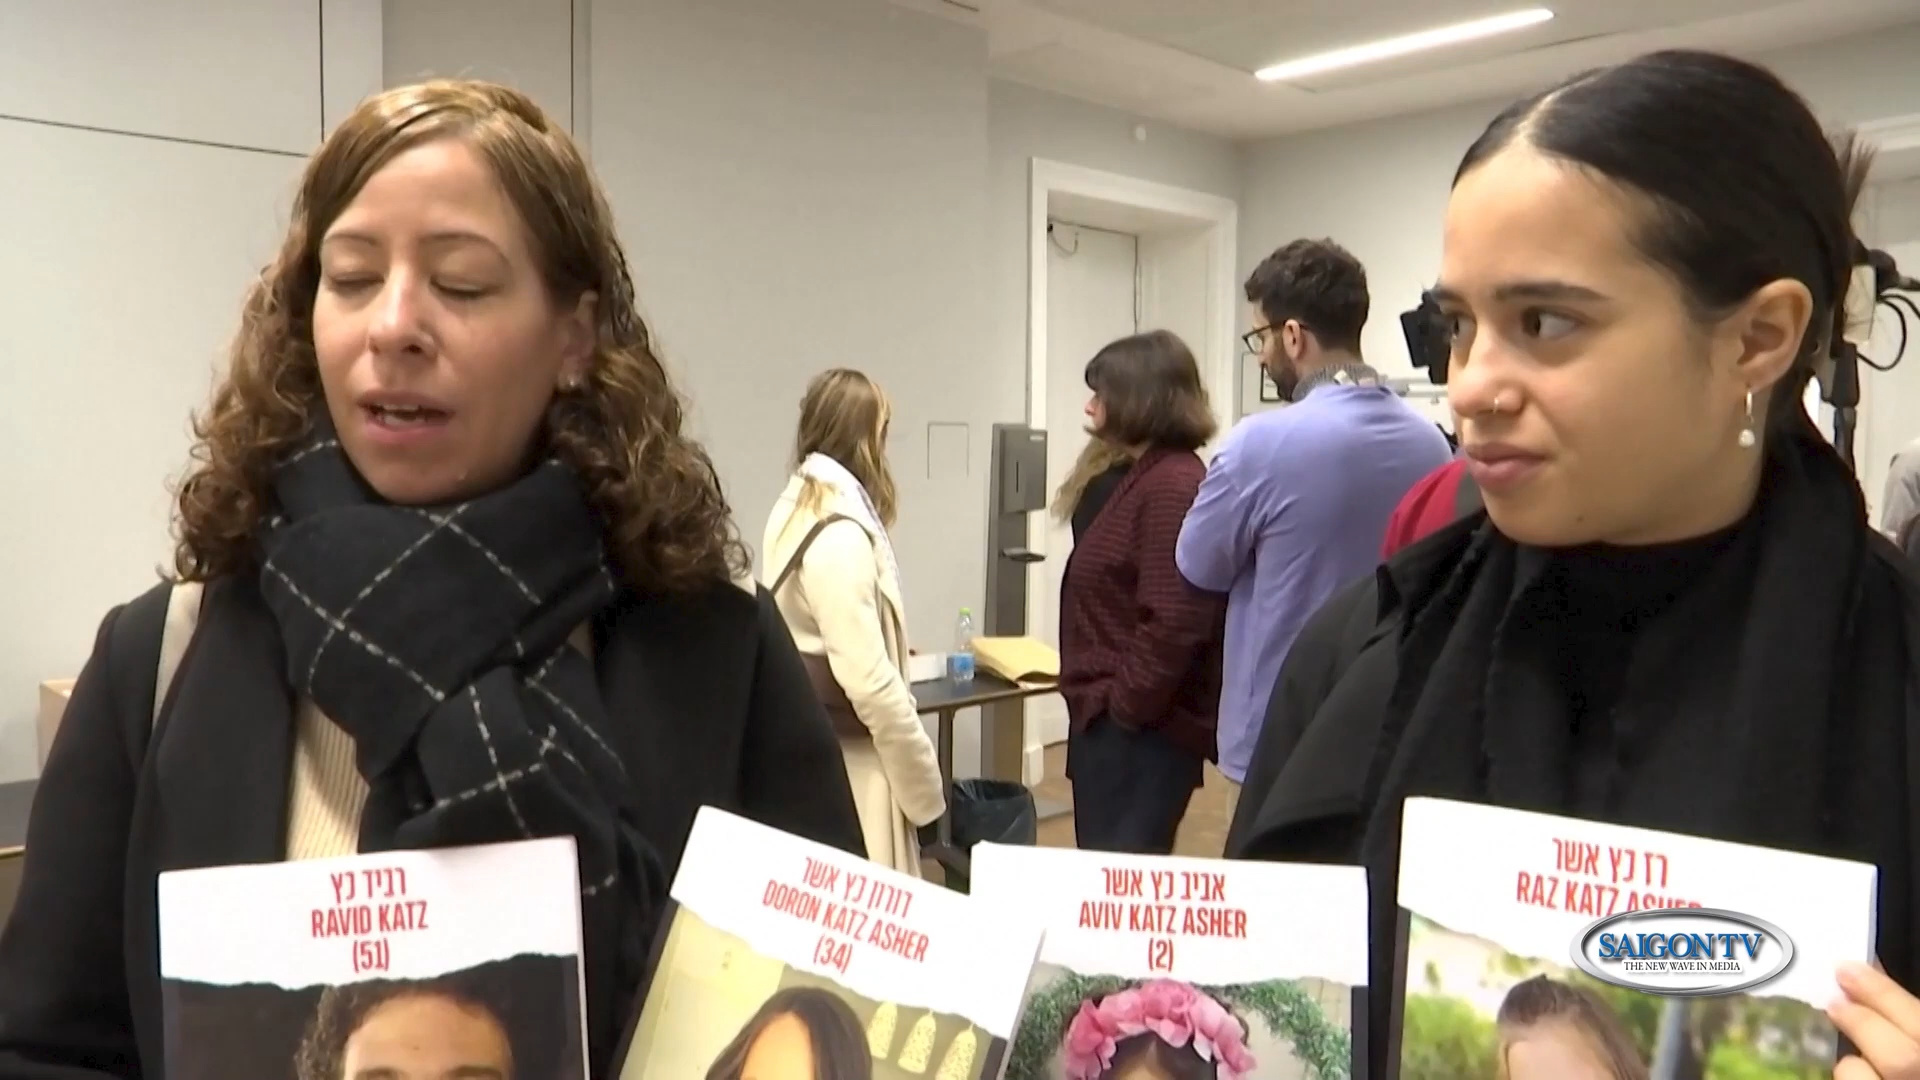 רביד כץ
RAVID KATZ
(51)
דורון כץ אשר
DORON KATZ ASHER
(34)
אביב כץ אשר
AVIV KATZ ASHER
(2)
רז כץ אשר
RAZ KATZ ASHER
SAIGON TV
THE NEW WAVE IN MEDIA